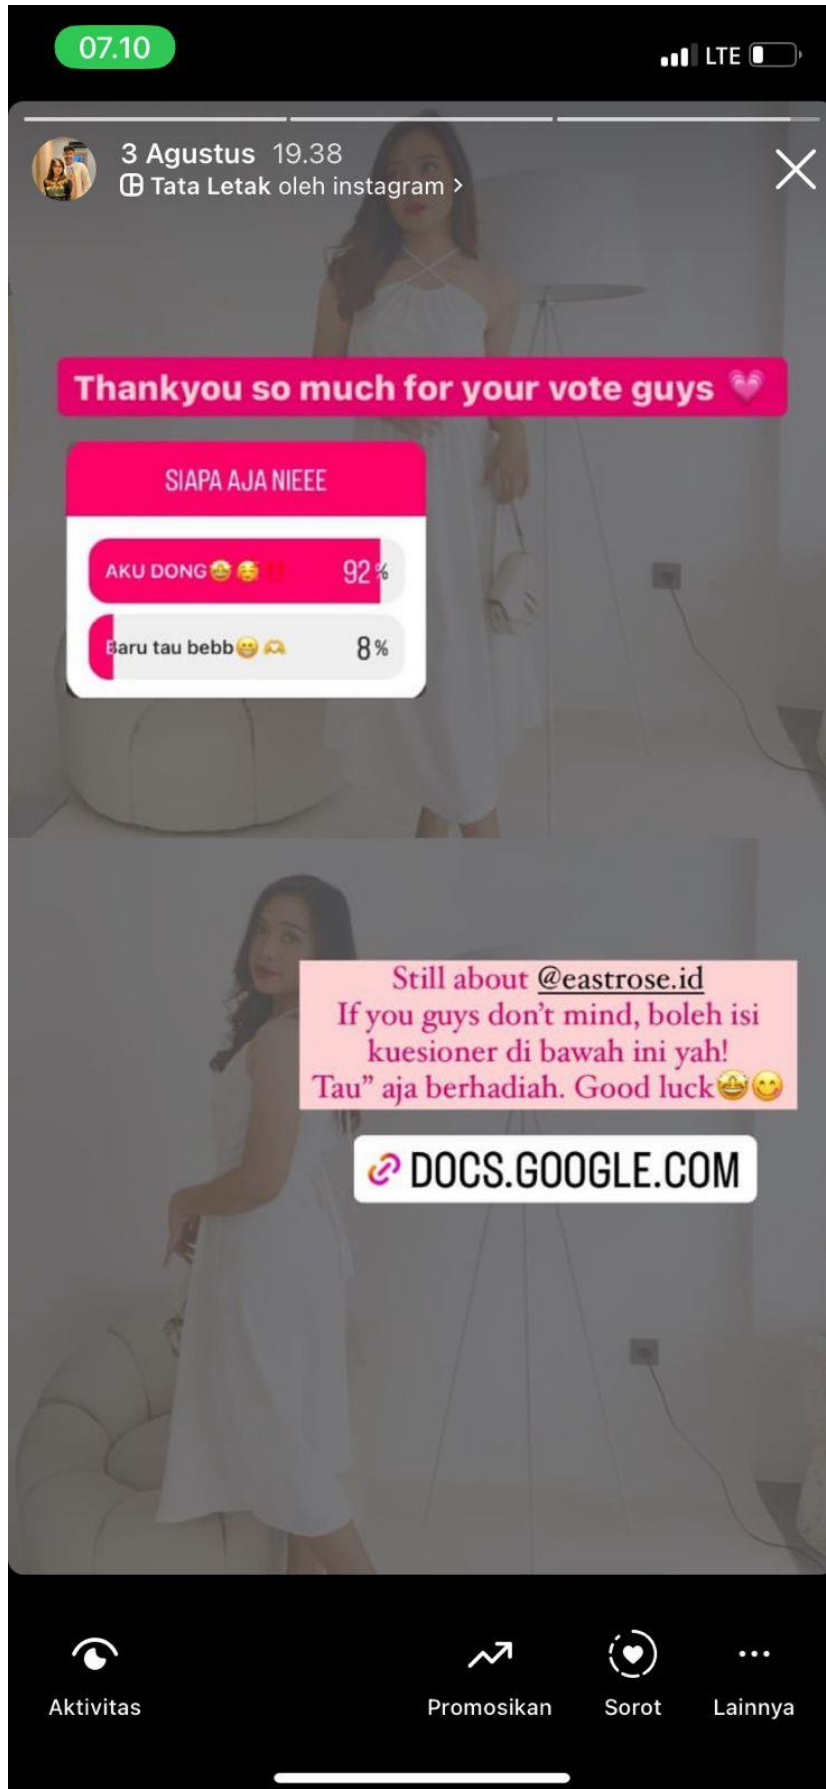 07.10
LTE
3 Agustus 19.38
Tata Letak oleh instagram >
Thankyou so much for your vote guys 💗
SIAPA AJA NIEEE
AKU DONG🤩🥰‼️ 92%
Baru tau bebb😁🫶 8%
Still about @eastrose.id
If you guys don't mind, boleh isi
kuesioner di bawah ini yah!
Tau” aja berhadiah. Good luck🤩😋
DOCS.GOOGLE.COM
Aktivitas
Promosikan
Sorot
Lainnya